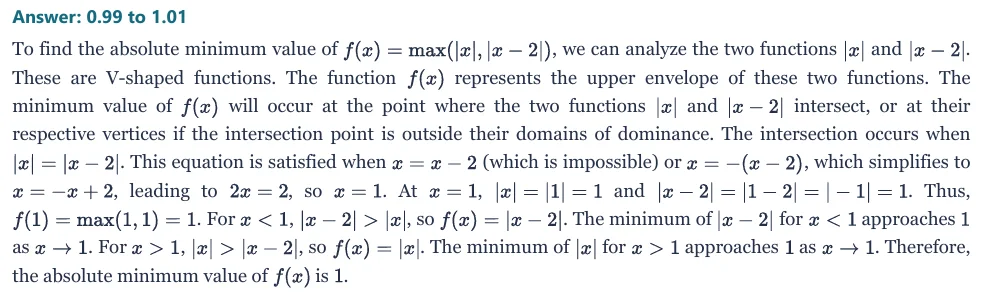 Answer: 0.99 to 1.01
To find the absolute minimum value of f(x) = max(|x|, |x − 2|), we can analyze the two functions |x| and |x − 2|.
These are V-shaped functions. The function f(x) represents the upper envelope of these two functions. The
minimum value of f(x) will occur at the point where the two functions |x| and |x − 2| intersect, or at their
respective vertices if the intersection point is outside their domains of dominance. The intersection occurs when
|x| = |x − 2|. This equation is satisfied when x = x − 2 (which is impossible) or x = −(x − 2), which simplifies to
x = −x + 2, leading to 2x = 2, so x = 1. At x = 1, |x| = |1| = 1 and |x − 2| = |1 − 2| = | − 1| = 1. Thus,
f(1) = max(1, 1) = 1. For x < 1, |x − 2| > |x|, so f(x) = |x − 2|. The minimum of |x − 2| for x < 1 approaches 1
as x → 1. For x > 1, |x| > |x − 2|, so f(x) = |x|. The minimum of |x| for x > 1 approaches 1 as x → 1. Therefore,
the absolute minimum value of f(x) is 1.